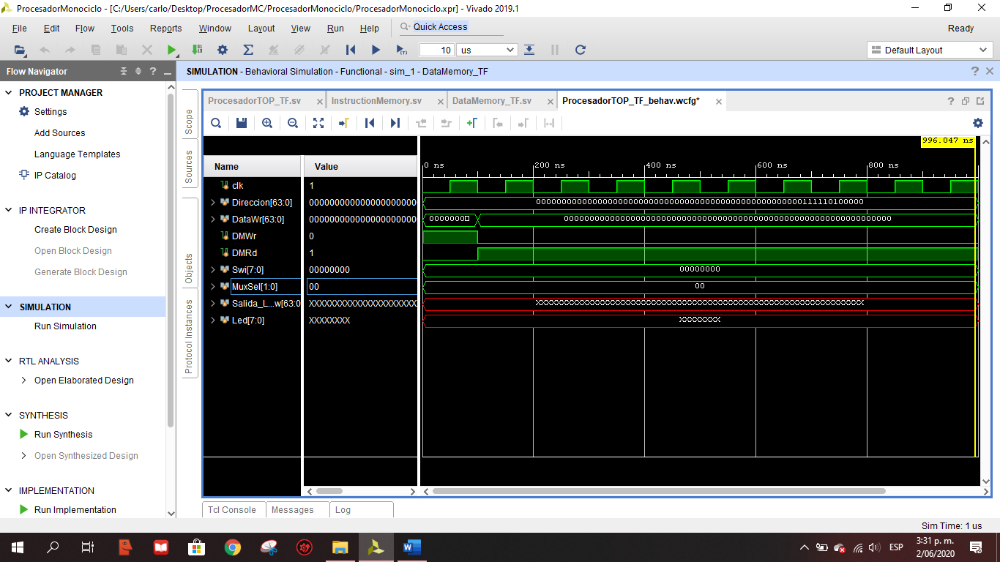 ProcesadorMonociclo - [C:/Users/carlo/Desktop/ProcesadorMC/ProcesadorMonociclo/ProcesadorMonociclo.xpr] - Vivado 2019.1
File Edit Flow Tools Reports Window Layout View Run Help Quick Access Ready
10 us Default Layout
Flow Navigator
SIMULATION - Behavioral Simulation - Functional - sim_1 - DataMemory_TF
PROJECT MANAGER
Settings
Add Sources
Language Templates
IP Catalog
IP INTEGRATOR
Create Block Design
Open Block Design
Generate Block Design
SIMULATION
Run Simulation
RTL ANALYSIS
Open Elaborated Design
SYNTHESIS
Run Synthesis
Open Synthesized Design
IMPLEMENTATION
Run Implementation
Scope
Sources
Objects
Protocol Instances
ProcesadorTOP_TF.sv InstructionMemory.sv DataMemory_TF.sv ProcesadorTOP_TF_behav.wcfg*
996.047 ns
Name Value 0 ns 200 ns 400 ns 600 ns 800 ns
clk 1
Direccion[63:0]
DataWr[63:0]
DMWr 0
DMRd 1
Swi[7:0] 00000000 00000000
MuxSel[1:0] 00 00
Salida_L...w[63:0
Led[7:0] XXXXXXXX XXXXXXXX
Tcl Console Messages Log
Sim Time: 1 us
ESP
3:31 p. m.
2/06/2020